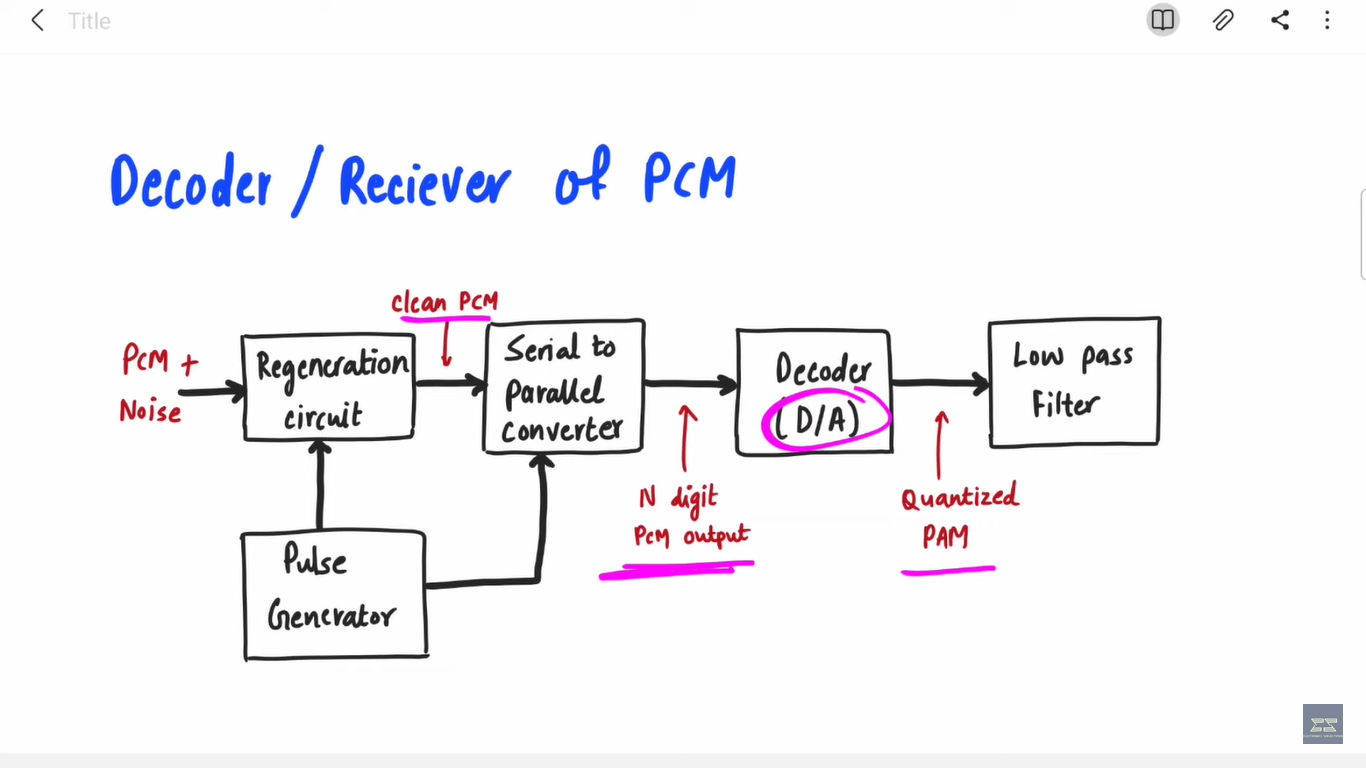 Title
Decoder / Reciever of PCM
clean PCM
PCM +
Noise
Regeneration
circuit
Serial to
parallel
converter
Decoder
(D/A)
Low pass
Filter
N digit
PCM output
Quantized
PAM
Pulse
Generator